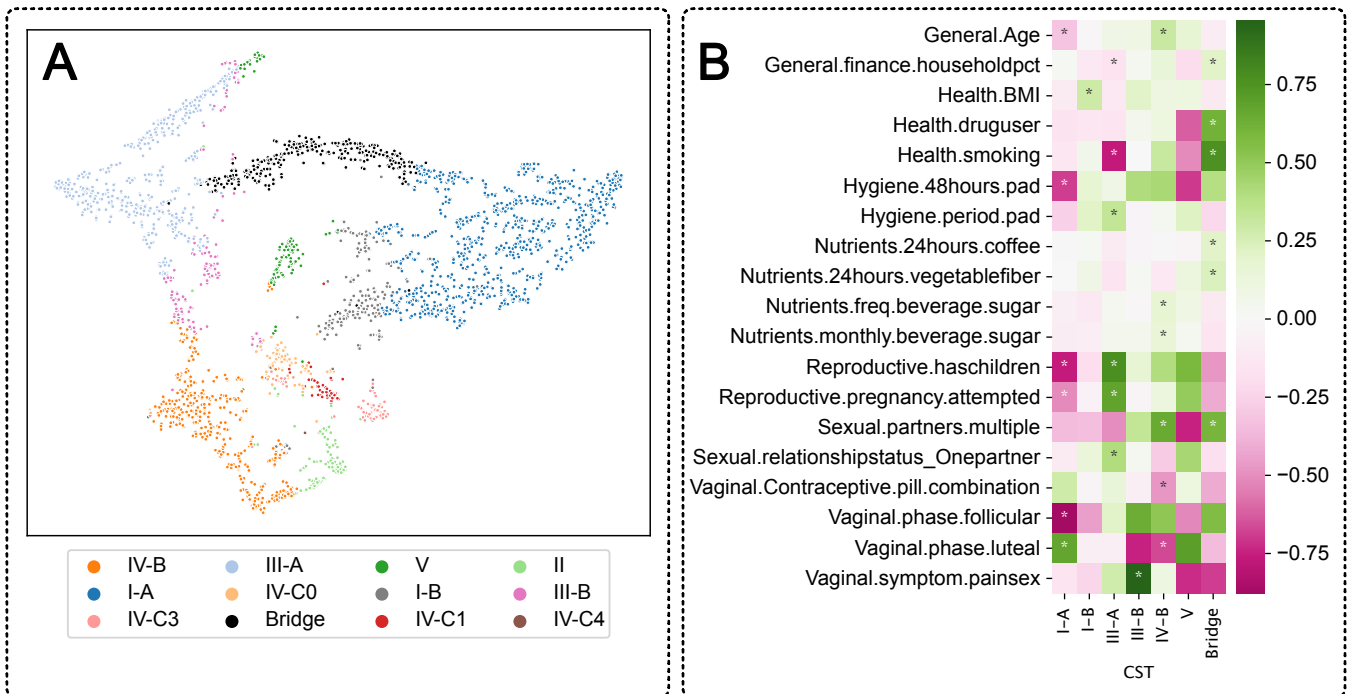 A
IV-B III-A V II
I-A IV-C0 I-B III-B
IV-C3 Bridge IV-C1 IV-C4
B
General.Age *    *
General.finance.householdpct * *
Health.BMI *
Health.druguser *
Health.smoking * *
Hygiene.48hours.pad *
Hygiene.period.pad *
Nutrients.24hours.coffee *
Nutrients.24hours.vegetablefiber *
Nutrients.freq.beverage.sugar *
Nutrients.monthly.beverage.sugar *
Reproductive.haschildren * *
Reproductive.pregnancy.attempted * *
Sexual.partners.multiple * *
Sexual.relationshipstatus_Onepartner *
Vaginal.Contraceptive.pill.combination *
Vaginal.phase.follicular *
Vaginal.phase.luteal * *
Vaginal.symptom.painsex *
I-A
I-B
III-A
III-B
IV-B
V
Bridge
CST
0.75
0.50
0.25
0.00
−0.25
−0.50
−0.75